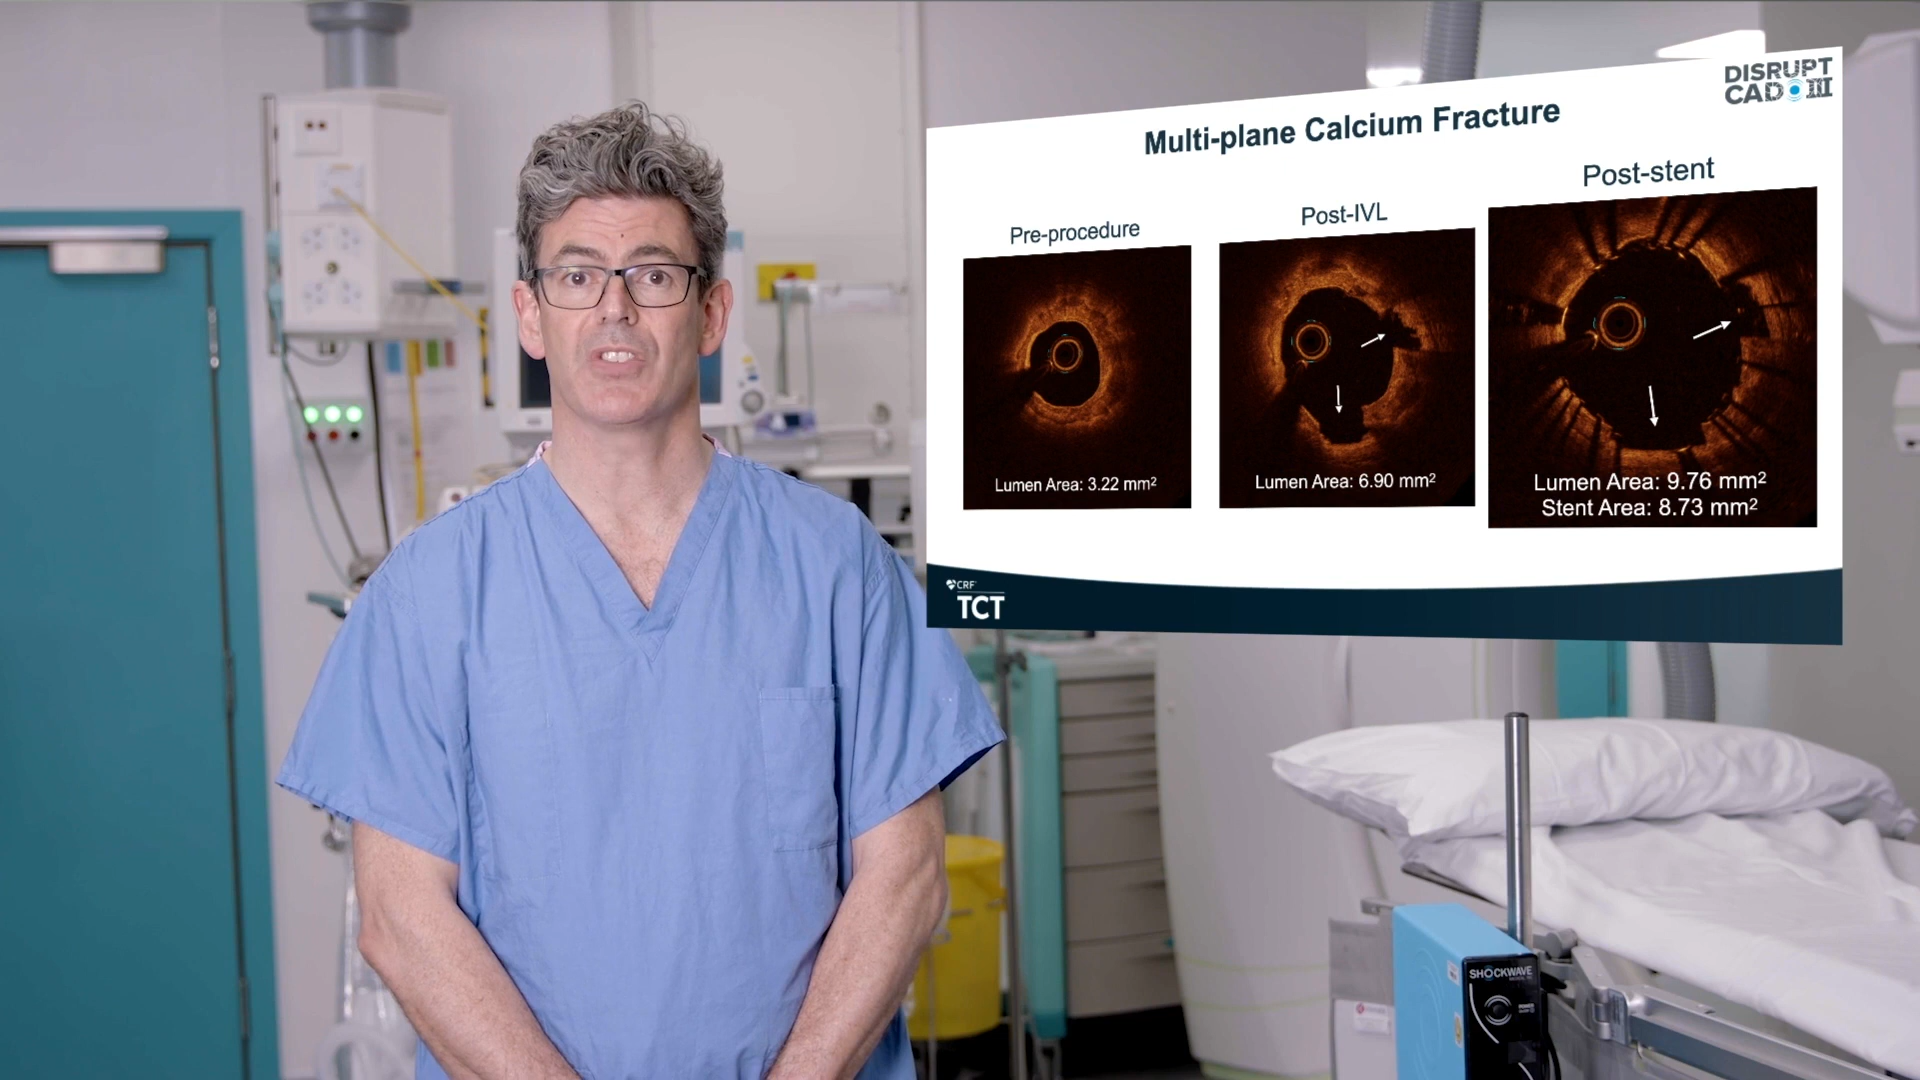 DISRUPT
CAD III
Multi-plane Calcium Fracture
Pre-procedure
Post-IVL
Post-stent
Lumen Area: 3.22 mm²
Lumen Area: 6.90 mm²
Lumen Area: 9.76 mm²
Stent Area: 8.73 mm²
CRF
TCT
SHOCKWAVE